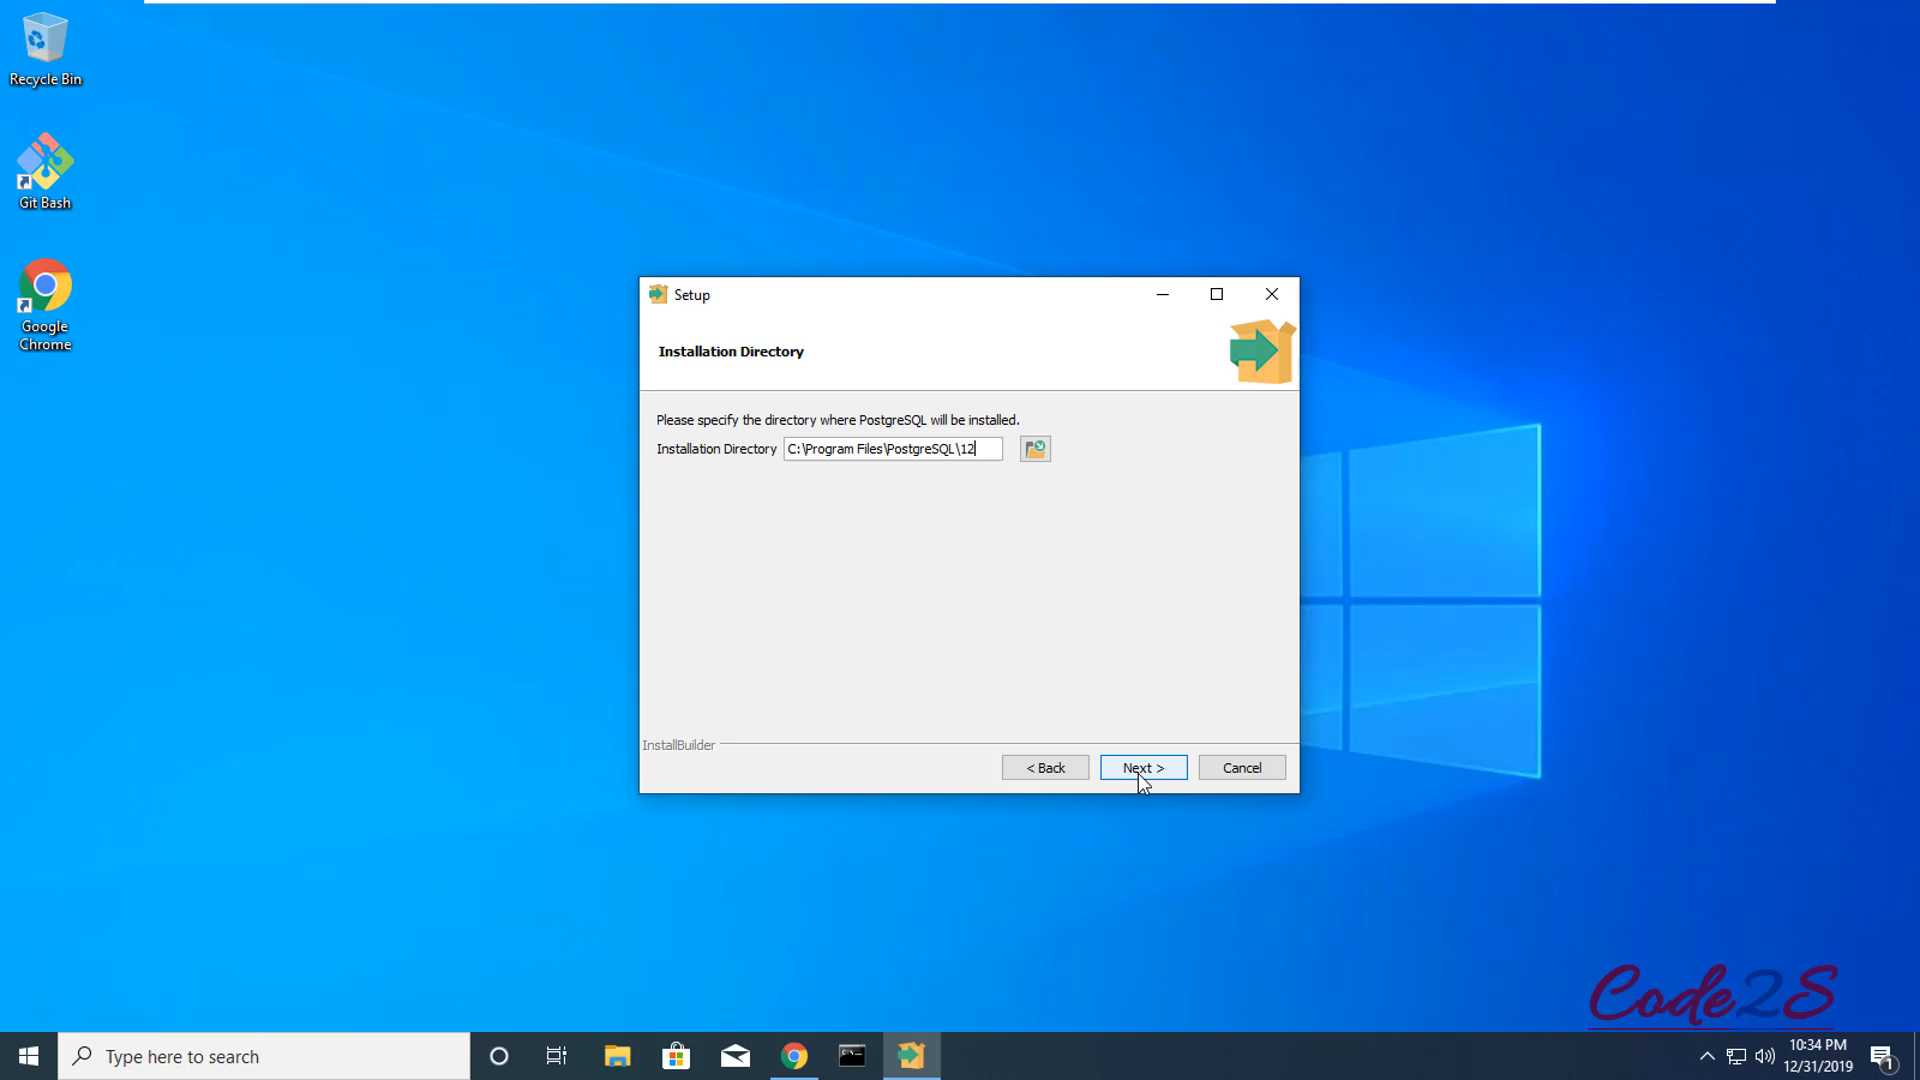 Recycle Bin
Git Bash
Google
Chrome
Setup
Installation Directory
Please specify the directory where PostgreSQL will be installed.
Installation Directory C:\Program Files\PostgreSQL\12
InstallBuilder
< Back Next > Cancel
Code2S
Type here to search
10:34 PM
12/31/2019
1